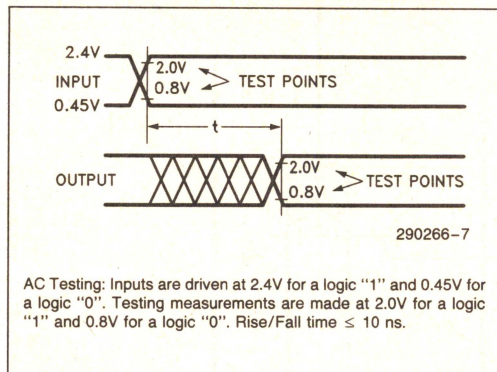 2.4V
INPUT
0.45V
2.0V
0.8V
TEST POINTS
t
OUTPUT
2.0V
0.8V
TEST POINTS
290266–7
AC Testing: Inputs are driven at 2.4V for a logic “1” and 0.45V for
a logic “0”. Testing measurements are made at 2.0V for a logic
“1” and 0.8V for a logic “0”. Rise/Fall time ≤ 10 ns.